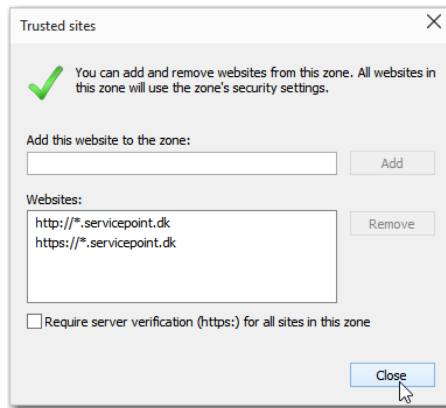 Trusted sites
You can add and remove websites from this zone. All websites in
this zone will use the zone's security settings.
Add this website to the zone:
Add
Websites:
http://*.servicepoint.dk
https://*.servicepoint.dk
Remove
Require server verification (https:) for all sites in this zone
Close